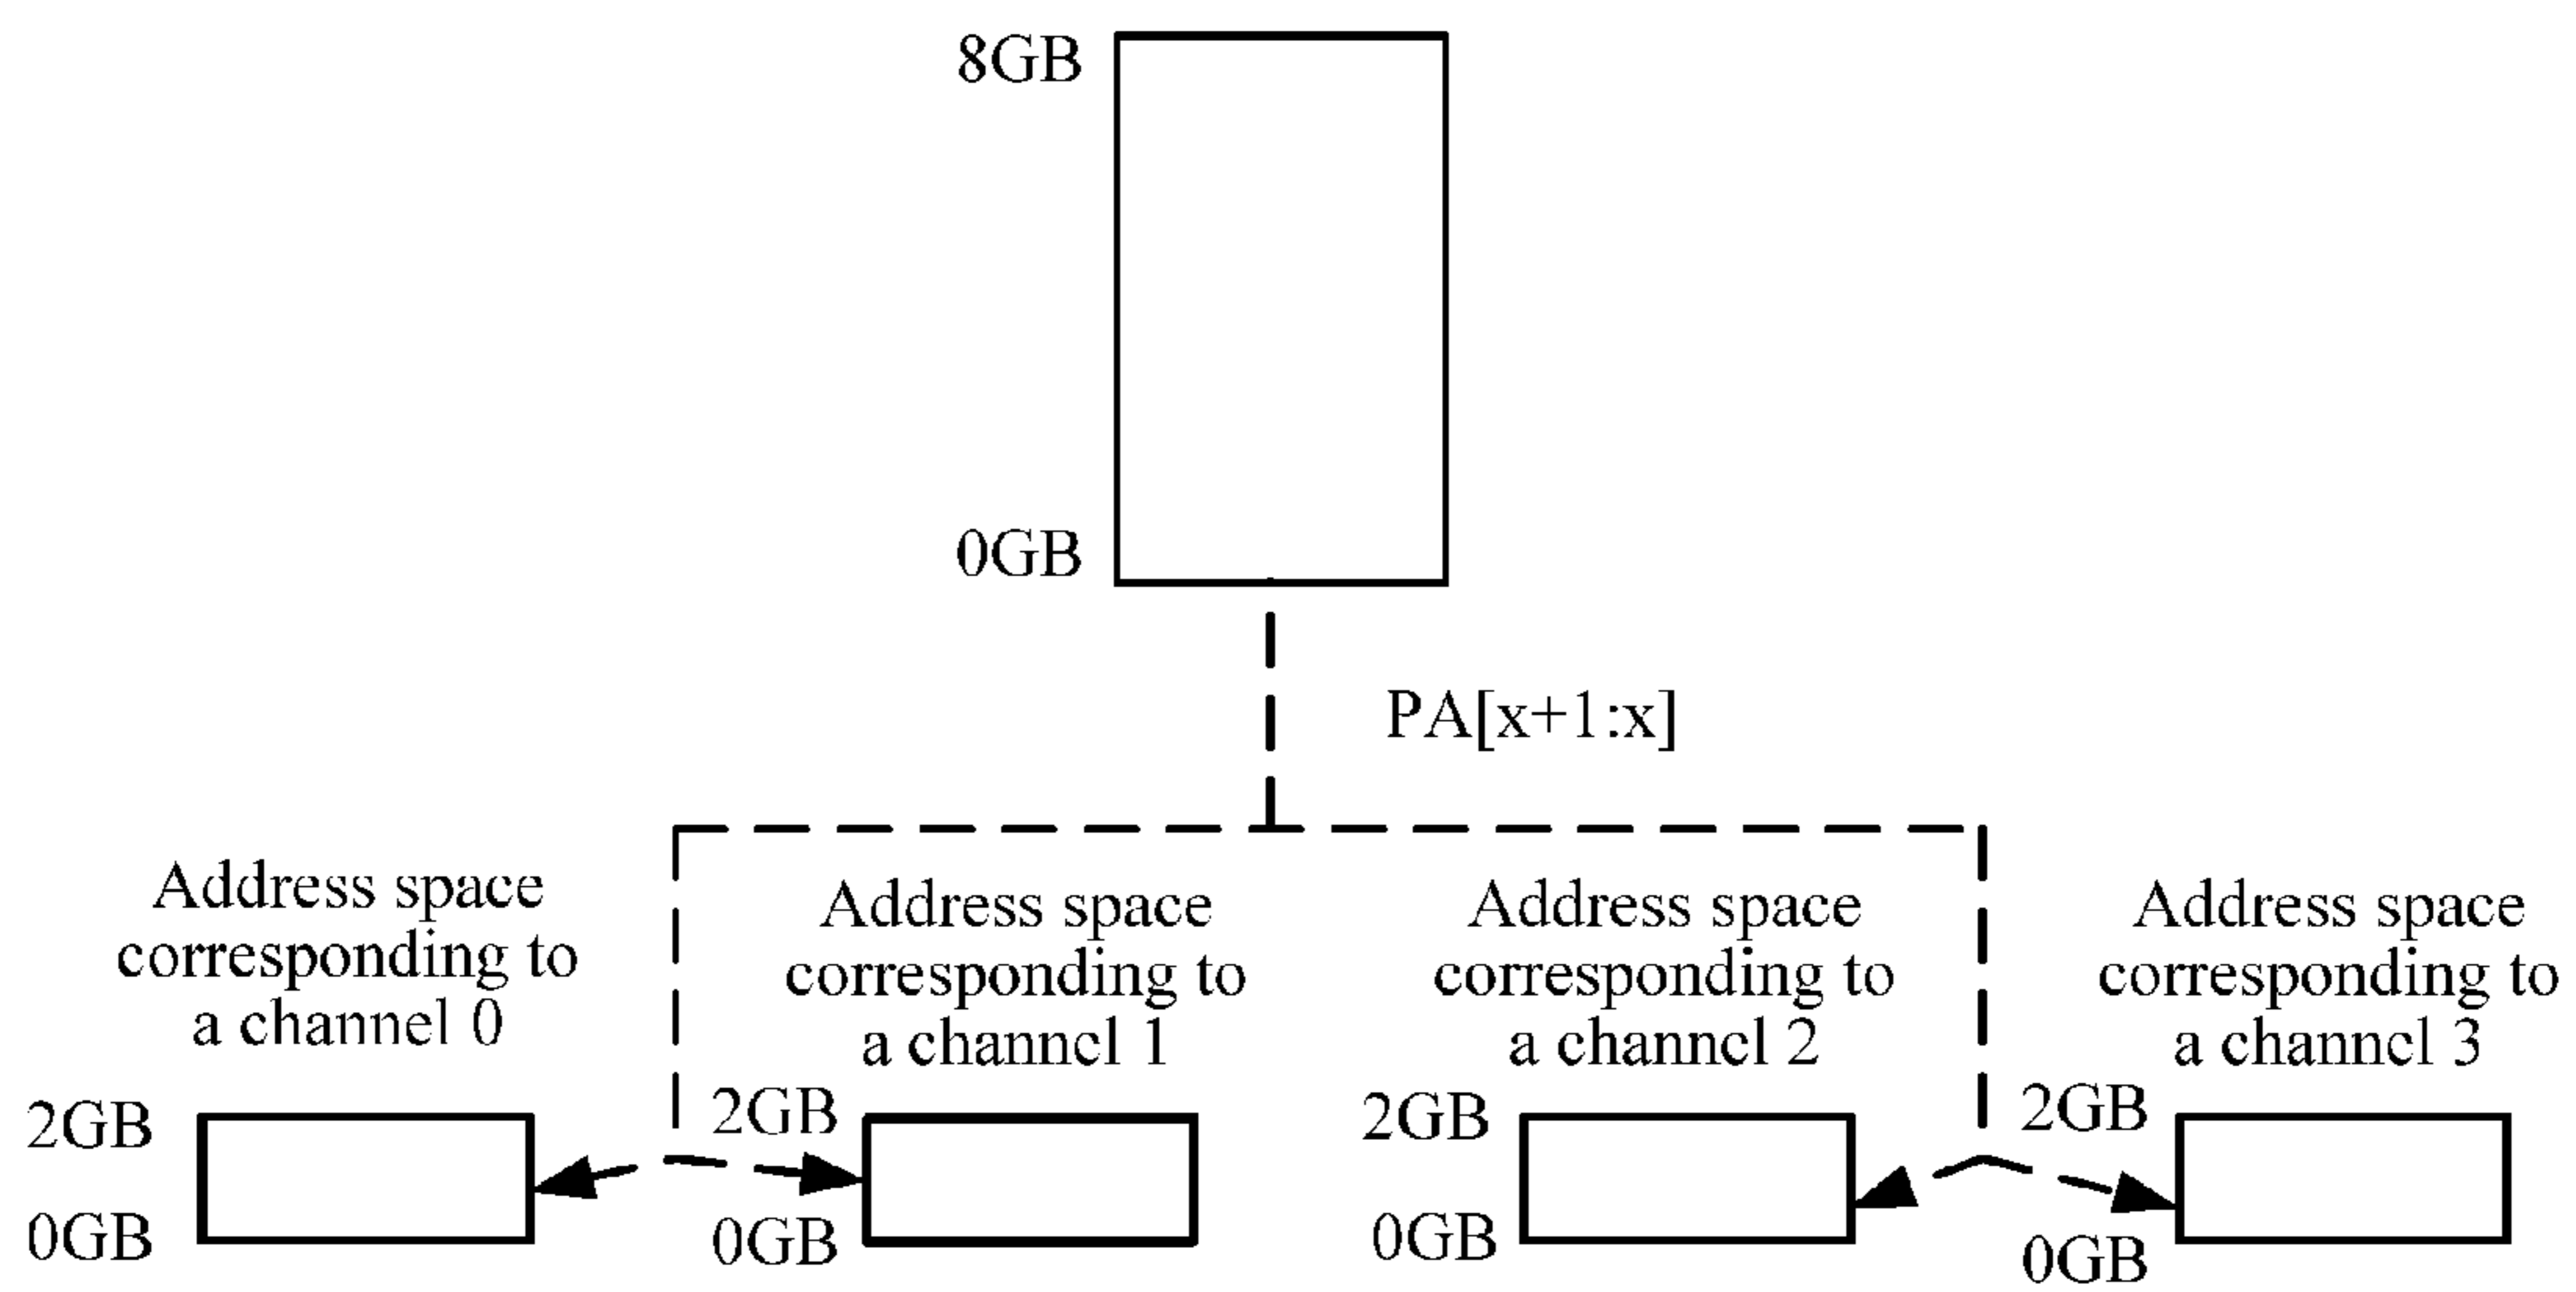 8GB
0GB
PA[x+1:x]
Address space
corresponding to
a channel 0
2GB
0GB
Address space
corresponding to
a channel 1
2GB
0GB
Address space
corresponding to
a channel 2
2GB
0GB
Address space
corresponding to
a channel 3
2GB
0GB